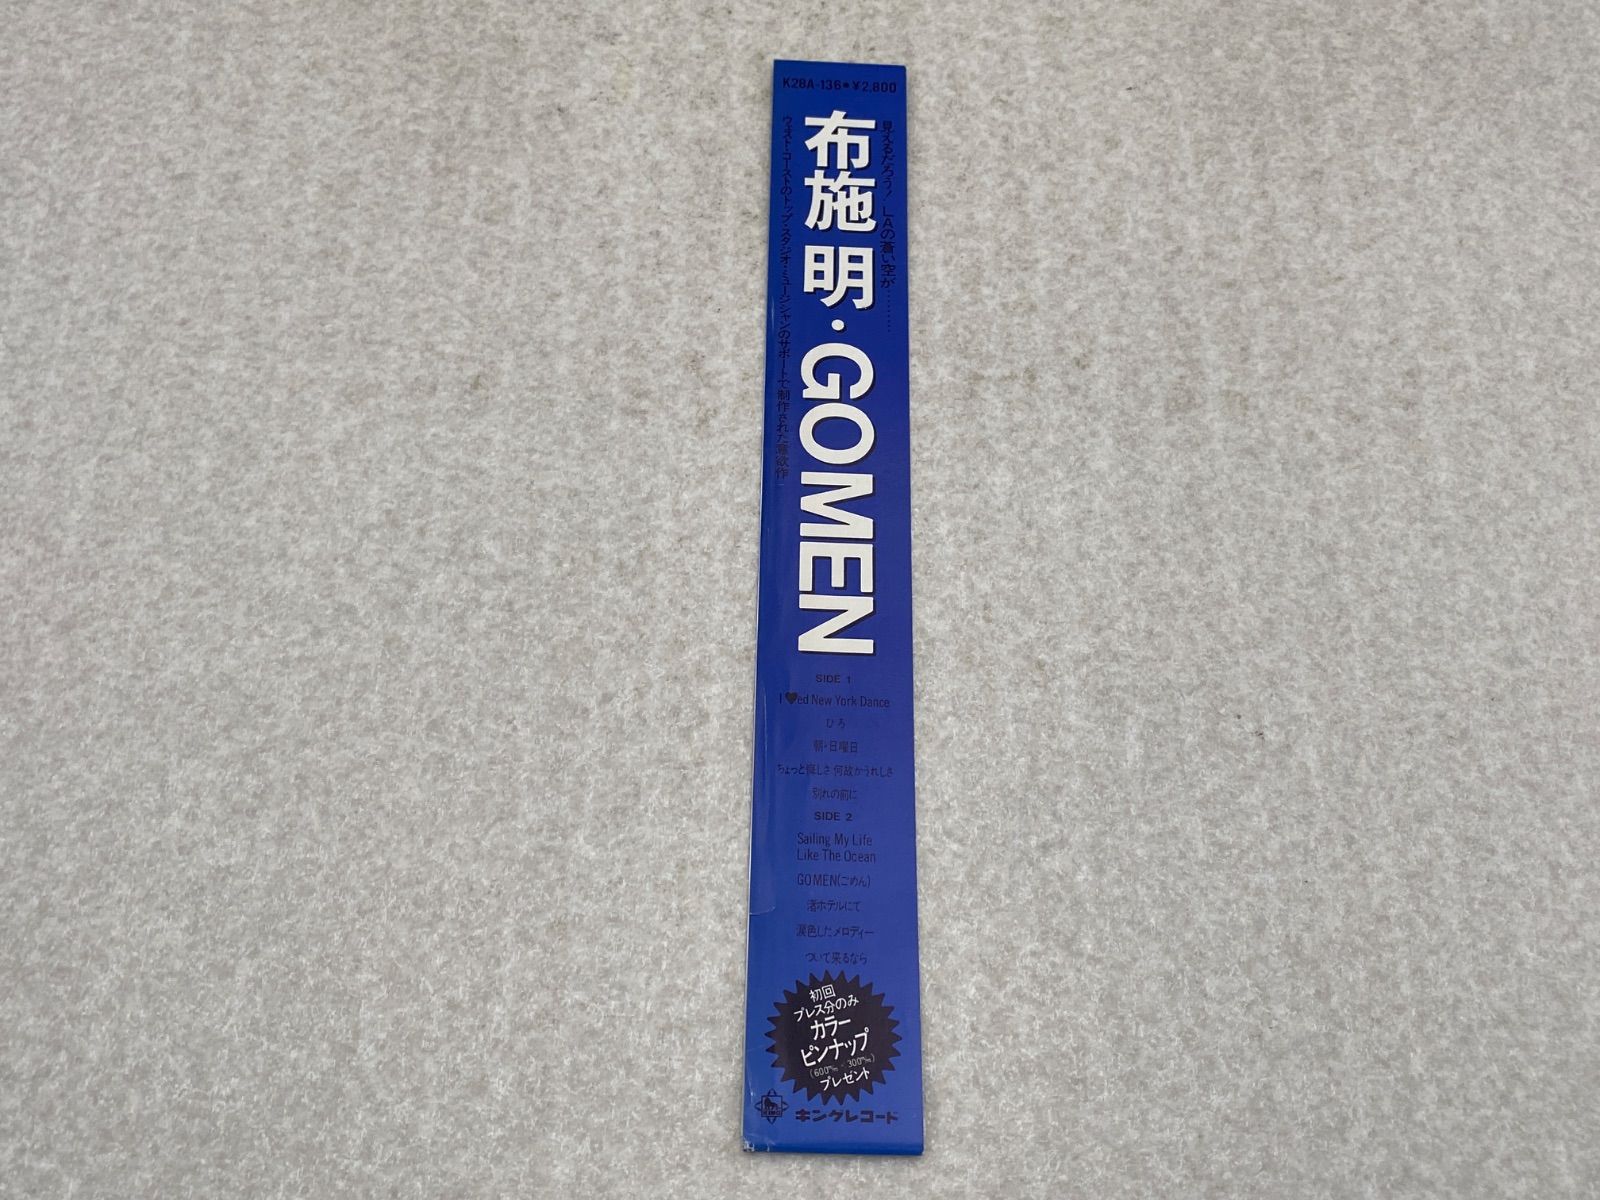 K28A-136●¥2,800
見えるだろう！LAの蒼い空が………
布施 明・GOMEN
ウェスト・コーストのトップ・スタジオ・ミュージシャンのサポートで制作された意欲作
SIDE 1
I ♥ed New York Dance
ひろ
朝・日曜日
ちょっと悔しさ 何故かうれしさ
別れの前に
SIDE 2
Sailing My Life
Like The Ocean
GOMEN(ごめん)
渚ホテルにて
涙色したメロディー
ついて来るなら
初回
プレス分のみ
カラー
ピンナップ
(600㎜×300㎜)
プレゼント
キングレコード